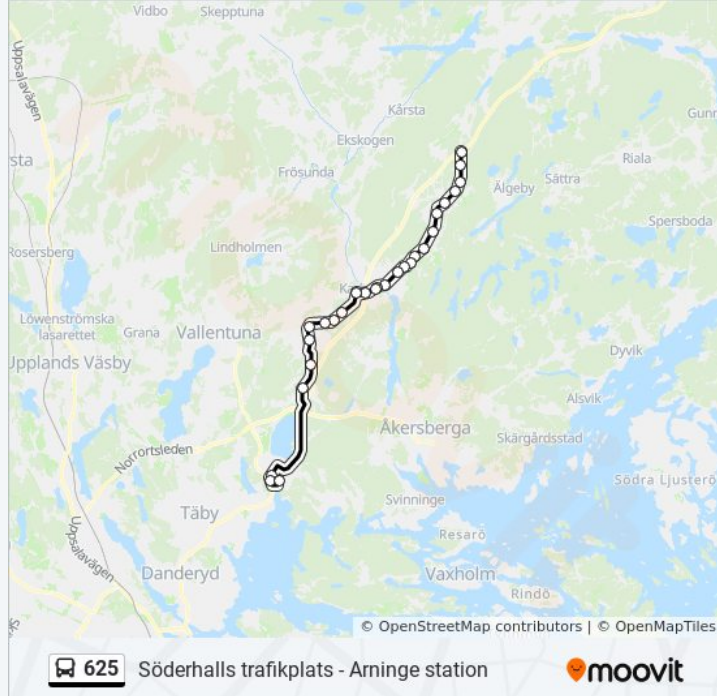 Vidbo
Skepptuna
Uppsalavägen
Kårsta
Gunn
sta
Ekskogen
Riala
Frösunda
Sättra
Älgeby
Spersboda
Rosersberg
Lindholmen
Löwenströmska
lasarettet
Grana
Vallentuna
Upplands Väsby
Dyvik
Alsvik
Åkersberga
Skärgårdsstad
Norrortsleden
Södra Ljusterö
Svinninge
Täby
Resarö
Uppsalavägen
Danderyd
Vaxholm
Rindö
© OpenStreetMap contributors | © OpenMapTiles
625 Söderhalls trafikplats - Arninge station
moovit